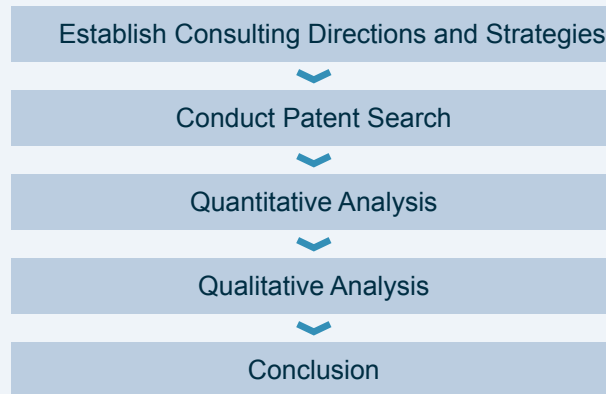 Establish Consulting Directions and Strategies
Conduct Patent Search
Quantitative Analysis
Qualitative Analysis
Conclusion